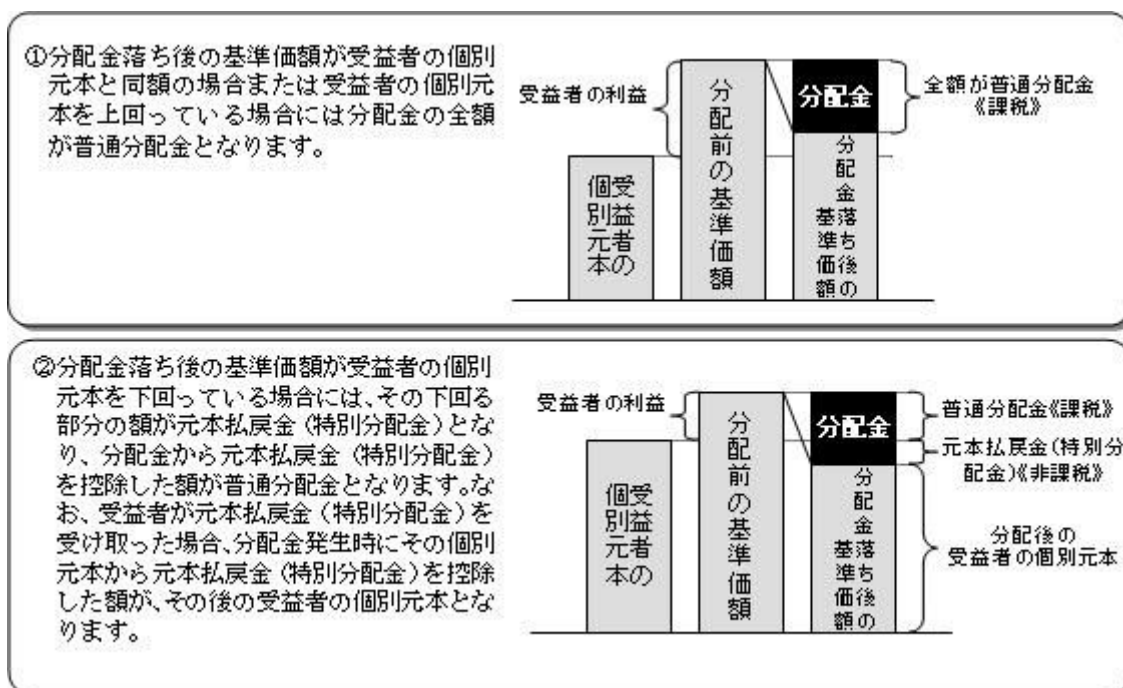 ①分配金落ち後の基準価額が受益者の個別
元本と同額の場合または受益者の個別元
本を上回っている場合には分配金の全額
が普通分配金となります。
受益者の利益
受益者の
個別元本
分配前の基準価額
分配金
分配金落ち後の
基準価額
全額が普通分配金
《課税》
②分配金落ち後の基準価額が受益者の個別
元本を下回っている場合には、その下回る
部分の額が元本払戻金(特別分配金)とな
り、分配金から元本払戻金(特別分配金)
を控除した額が普通分配金となります。な
お、受益者が元本払戻金(特別分配金)を
受け取った場合、分配金発生時にその個別
元本から元本払戻金(特別分配金)を控除
した額が、その後の受益者の個別元本とな
ります。
受益者の利益
受益者の
個別元本
分配前の基準価額
分配金
分配金落ち後の
基準価額
普通分配金《課税》
元本払戻金(特別分
配金)《非課税》
分配後の
受益者の個別元本